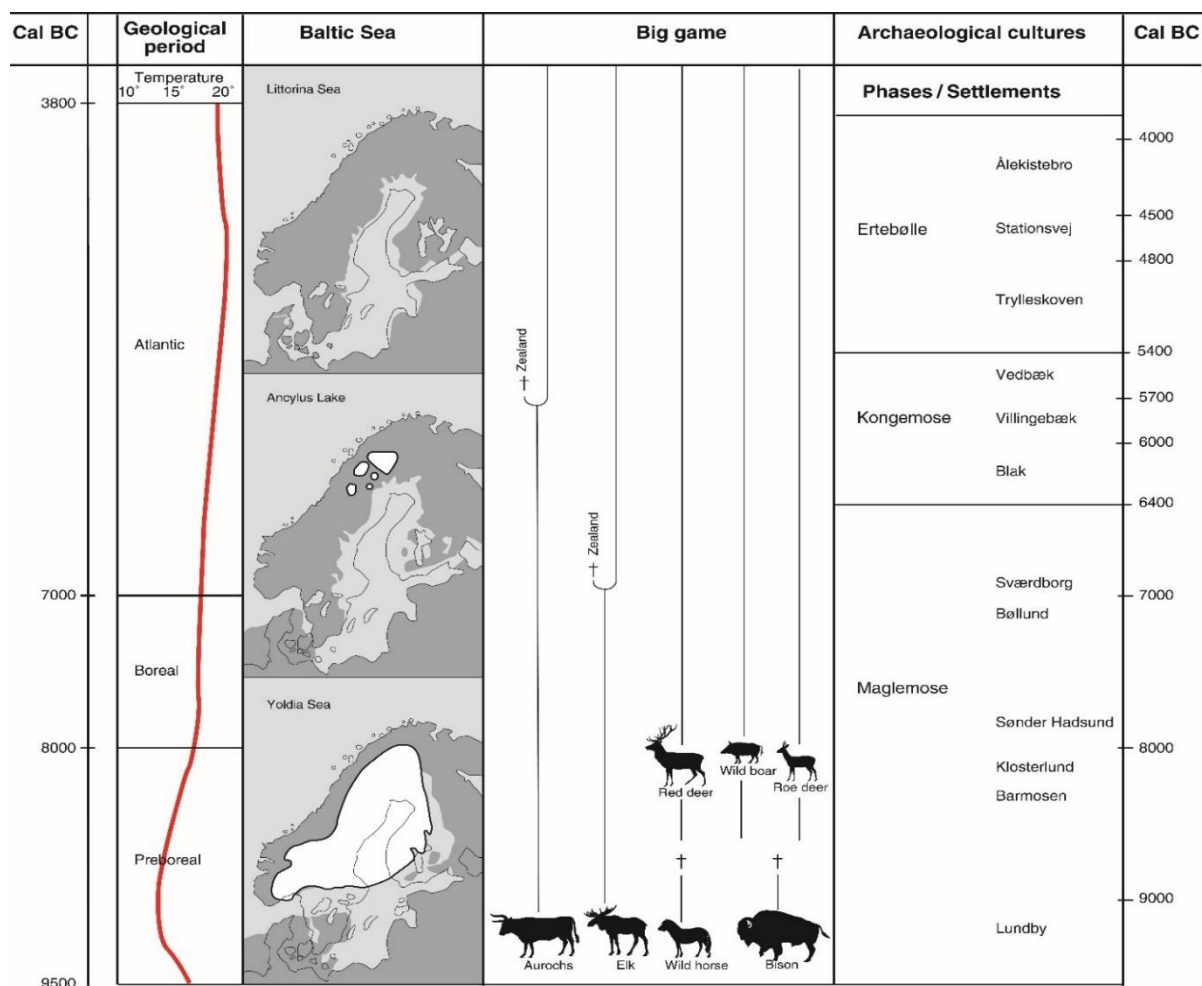 Cal BC
Geological
period
Baltic Sea
Big game
Archaeological cultures
Cal BC
Temperature
10° 15° 20°
3800
7000
8000
9500
Atlantic
Boreal
Preboreal
Littorina Sea
Ancylus Lake
Yoldia Sea
† Zealand
† Zealand
Red deer
Wild boar
Roe deer
†
†
Aurochs
Elk
Wild horse
Bison
Phases / Settlements
Ålekistebro
Ertebølle
Stationsvej
Trylleskoven
Vedbæk
Kongemose
Villingebæk
Blak
Sværdborg
Bøllund
Maglemose
Sønder Hadsund
Klosterlund
Barmosen
Lundby
4000
4500
4800
5400
5700
6000
6400
7000
8000
9000